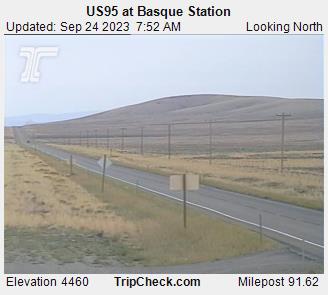 US95 at Basque Station
Updated: Sep 24 2023 7:52 AM Looking North
Elevation 4460 TripCheck.com Milepost 91.62